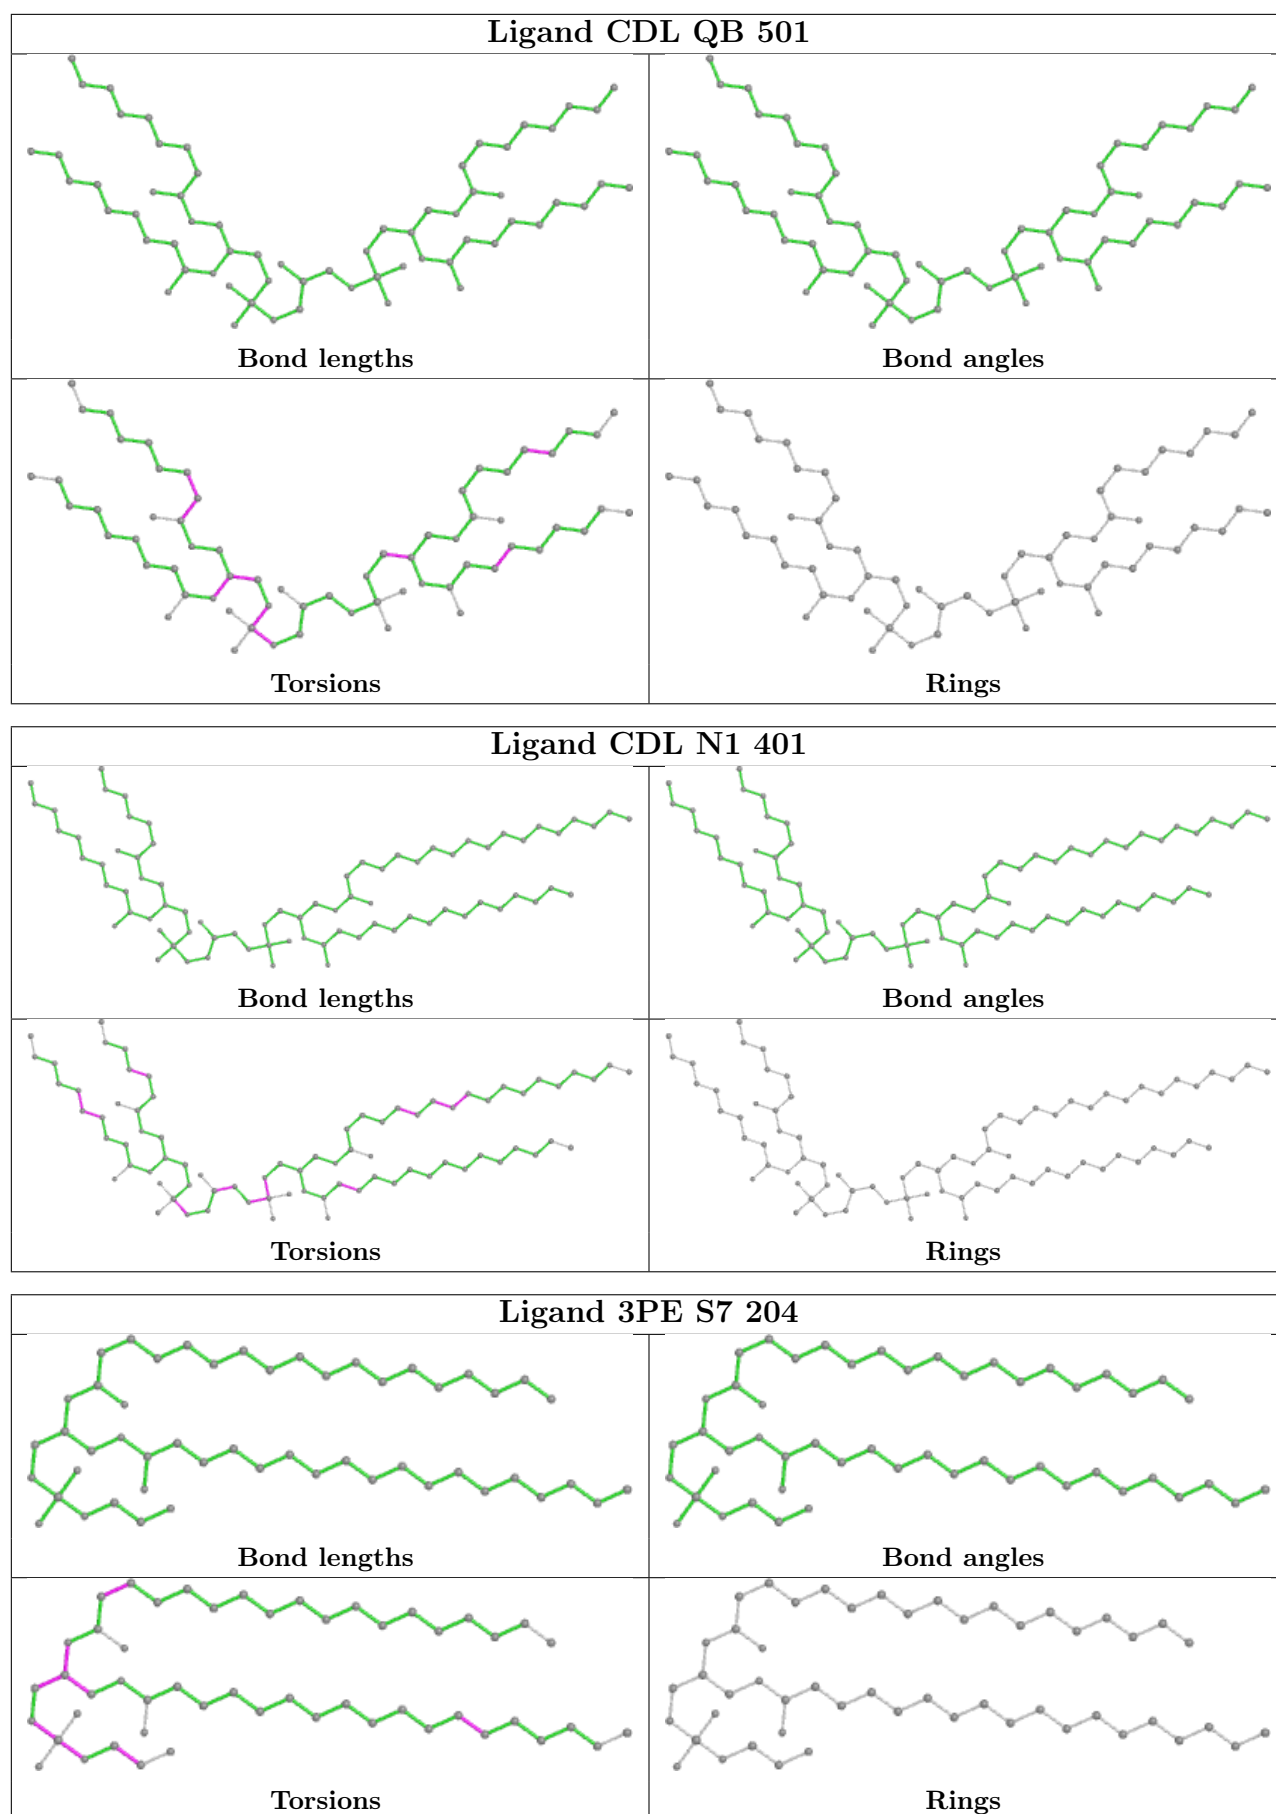 Ligand CDL QB 501
Bond lengths
Bond angles
Torsions
Rings
Ligand CDL N1 401
Bond lengths
Bond angles
Torsions
Rings
Ligand 3PE S7 204
Bond lengths
Bond angles
Torsions
Rings